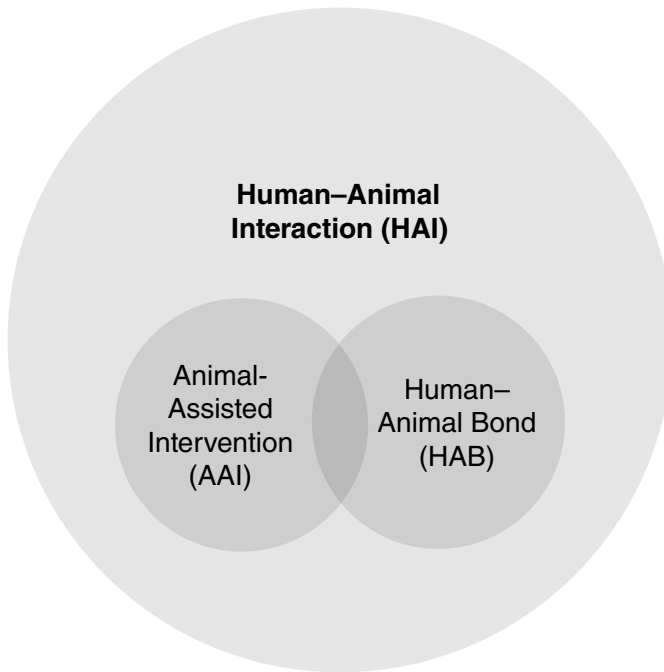 Human–Animal
Interaction (HAI)
Animal-
Assisted
Intervention
(AAI)
Human–
Animal Bond
(HAB)